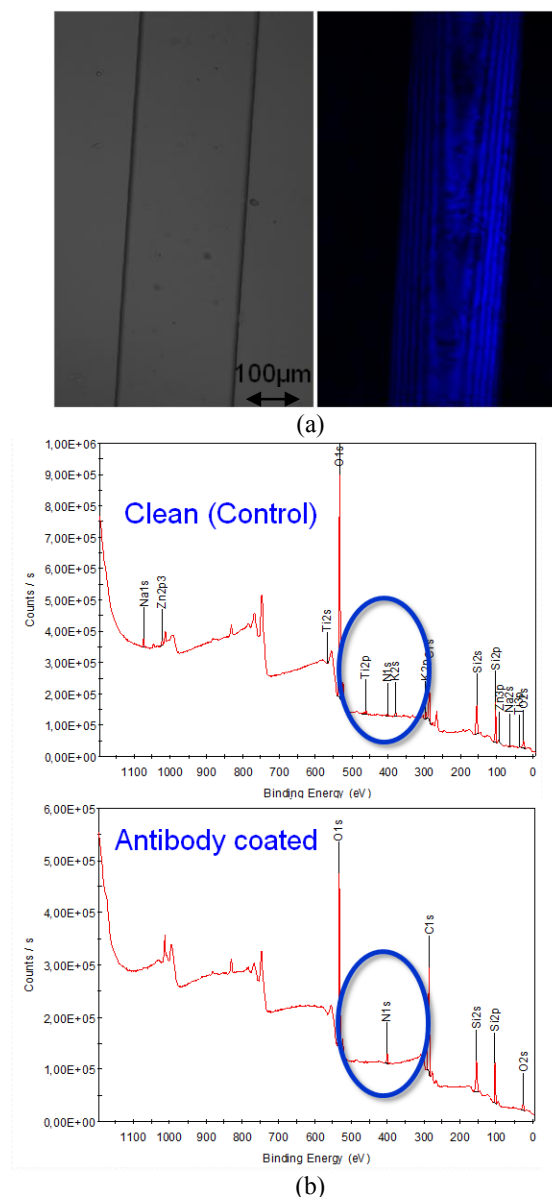 100µm
(a)
1,00E+06
9,00E+05
8,00E+05
7,00E+05
6,00E+05
5,00E+05
4,00E+05
3,00E+05
2,00E+05
1,00E+05
0,00E+00
Counts / s
Clean (Control)
Na1s
Zn2p3
Ti2s
O1s
Ti2p
N1s
K2s
K2p
C1s
Si2s
Si2p
Zn3p
Na2s
O2s
1100 1000 900 800 700 600 500 400 300 200 100 0
Binding Energy (eV)
6,00E+05
5,00E+05
4,00E+05
3,00E+05
2,00E+05
1,00E+05
0,00E+00
Counts / s
Antibody coated
O1s
N1s
C1s
Si2s
Si2p
O2s
1100 1000 900 800 700 600 500 400 300 200 100 0
Binding Energy (eV)
(b)